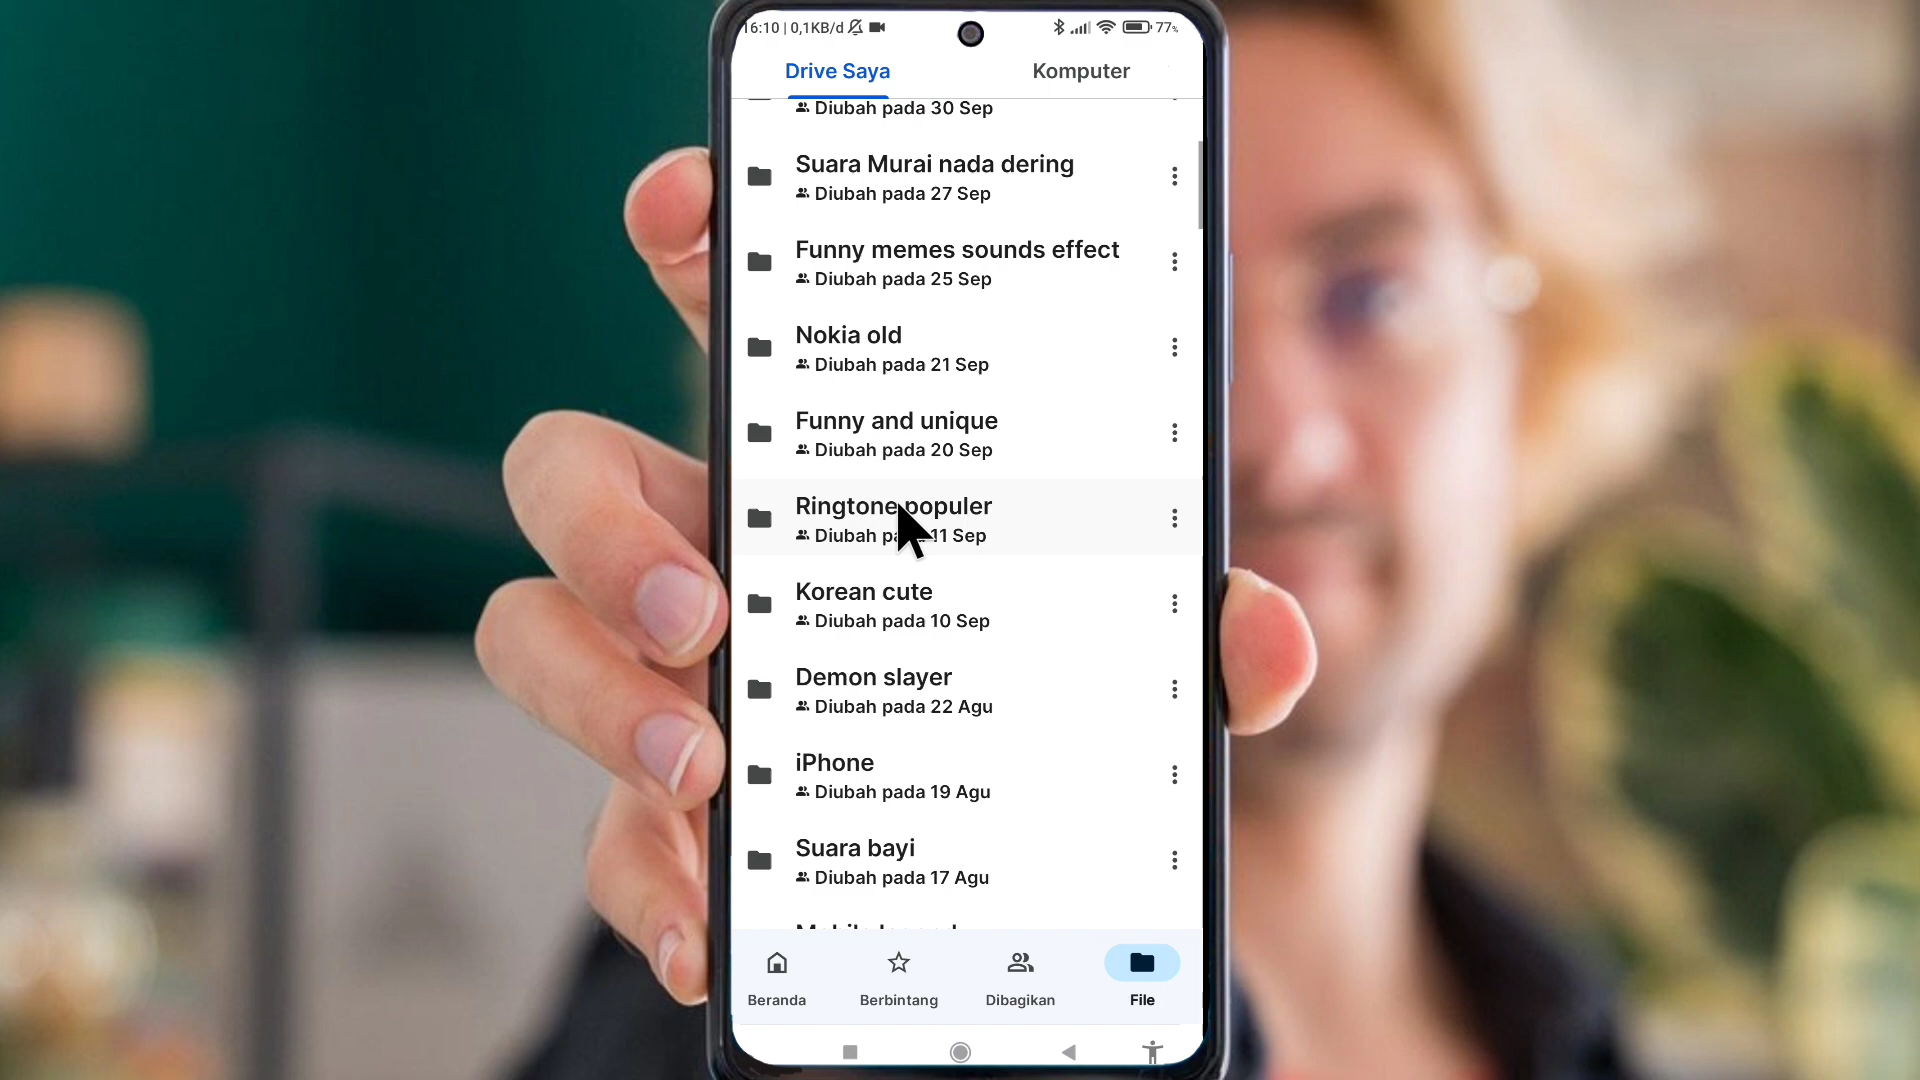 16:10 | 0,1KB/d
77%
Drive Saya
Komputer
Diubah pada 30 Sep
Suara Murai nada dering
Diubah pada 27 Sep
Funny memes sounds effect
Diubah pada 25 Sep
Nokia old
Diubah pada 21 Sep
Funny and unique
Diubah pada 20 Sep
Ringtone populer
Diubah pada 11 Sep
Korean cute
Diubah pada 10 Sep
Demon slayer
Diubah pada 22 Agu
iPhone
Diubah pada 19 Agu
Suara bayi
Diubah pada 17 Agu
Beranda
Berbintang
Dibagikan
File